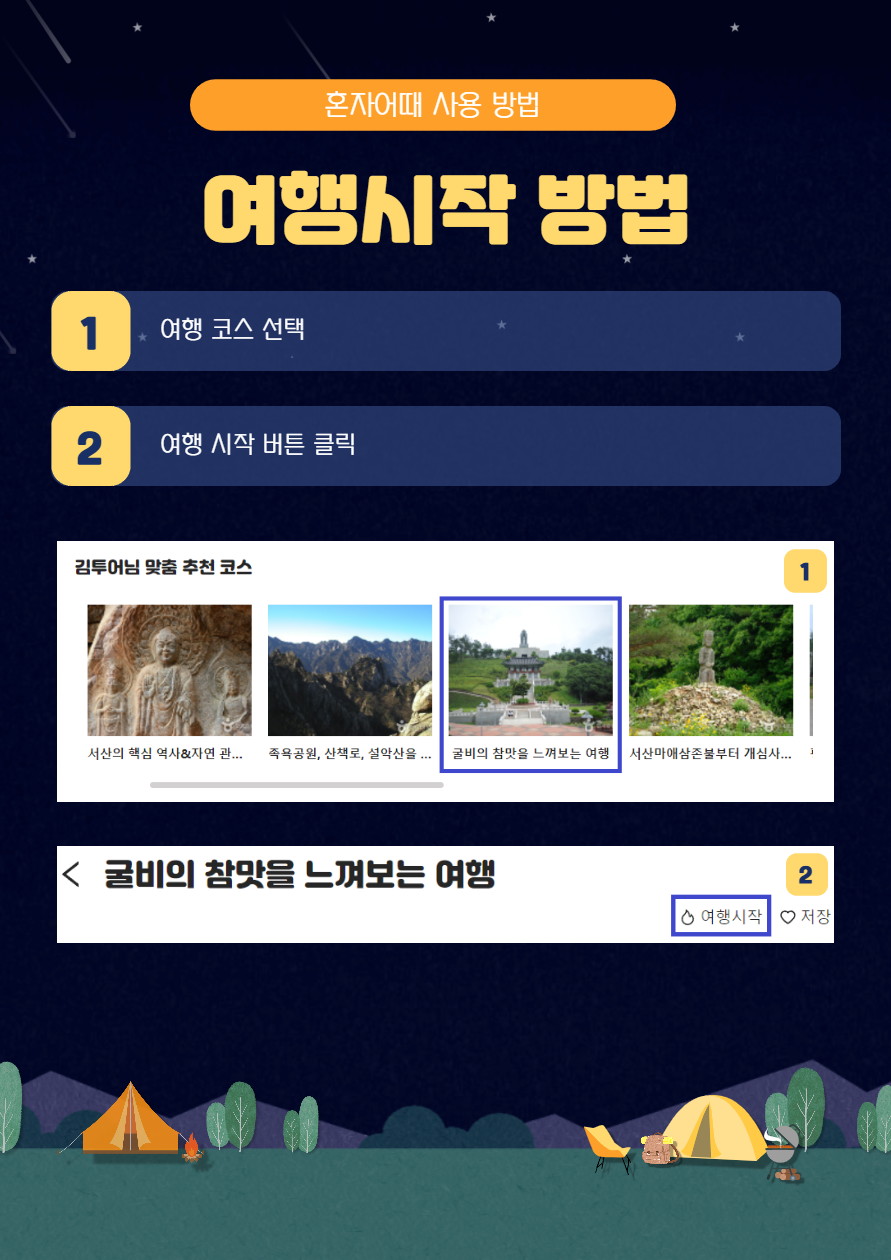 혼자어때 사용 방법
여행시작 방법
1
여행 코스 선택
2
여행 시작 버튼 클릭
김투어님 맞춤 추천 코스
1
서산의 핵심 역사&자연 관...
족욕공원, 산책로, 설악산을 ...
굴비의 참맛을 느껴보는 여행
서산마애삼존불부터 개심사...
굴비의 참맛을 느껴보는 여행
2
여행시작
저장